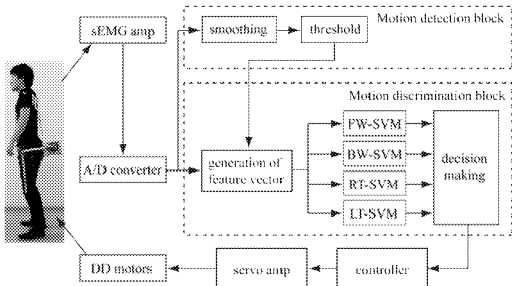 sEMG amp
smoothing
threshold
Motion detection block
Motion discrimination block
A/D converter
generation of
feature vector
FW-SVM
BW-SVM
RT-SVM
LT-SVM
decision
making
DD motors
servo amp
controller